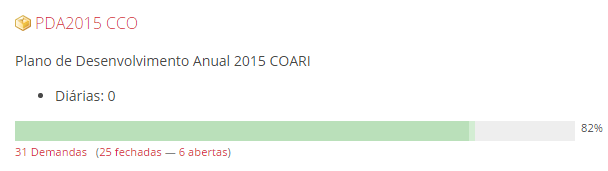 PDA2015 CCO
Plano de Desenvolvimento Anual 2015 COARI
Diárias: 0
82%
31 Demandas (25 fechadas — 6 abertas)